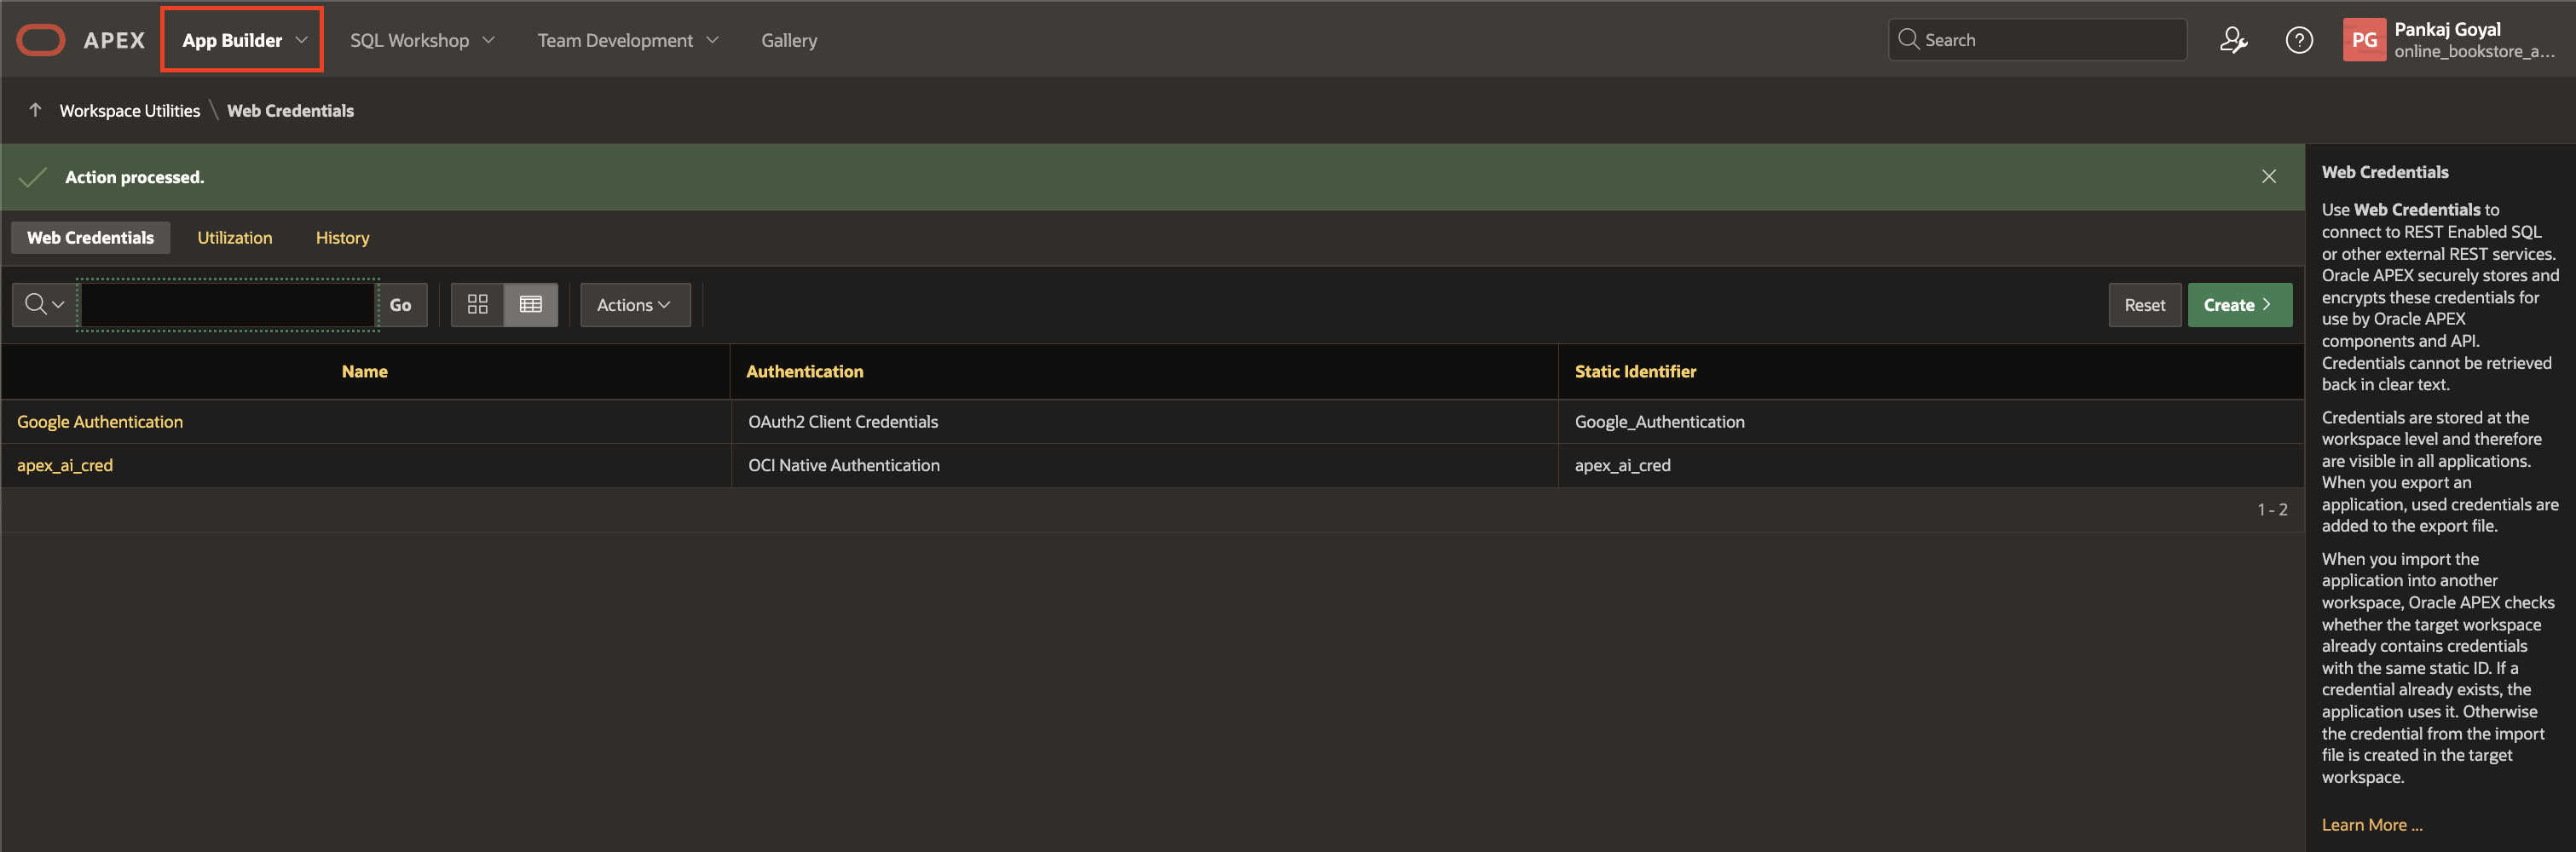 APEX
App Builder
SQL Workshop
Team Development
Gallery
Search
PG
Pankaj Goyal
online_bookstore_a...
Workspace Utilities \ Web Credentials
Action processed.
Web Credentials
Utilization
History
Go
Actions
Reset
Create
Name
Authentication
Static Identifier
Google Authentication
OAuth2 Client Credentials
Google_Authentication
apex_ai_cred
OCI Native Authentication
apex_ai_cred
1 - 2
Web Credentials
Use Web Credentials to
connect to REST Enabled SQL
or other external REST services.
Oracle APEX securely stores and
encrypts these credentials for
use by Oracle APEX
components and API.
Credentials cannot be retrieved
back in clear text.
Credentials are stored at the
workspace level and therefore
are visible in all applications.
When you export an
application, used credentials are
added to the export file.
When you import the
application into another
workspace, Oracle APEX checks
whether the target workspace
already contains credentials
with the same static ID. If a
credential already exists, the
application uses it. Otherwise
the credential from the import
file is created in the target
workspace.
Learn More ...